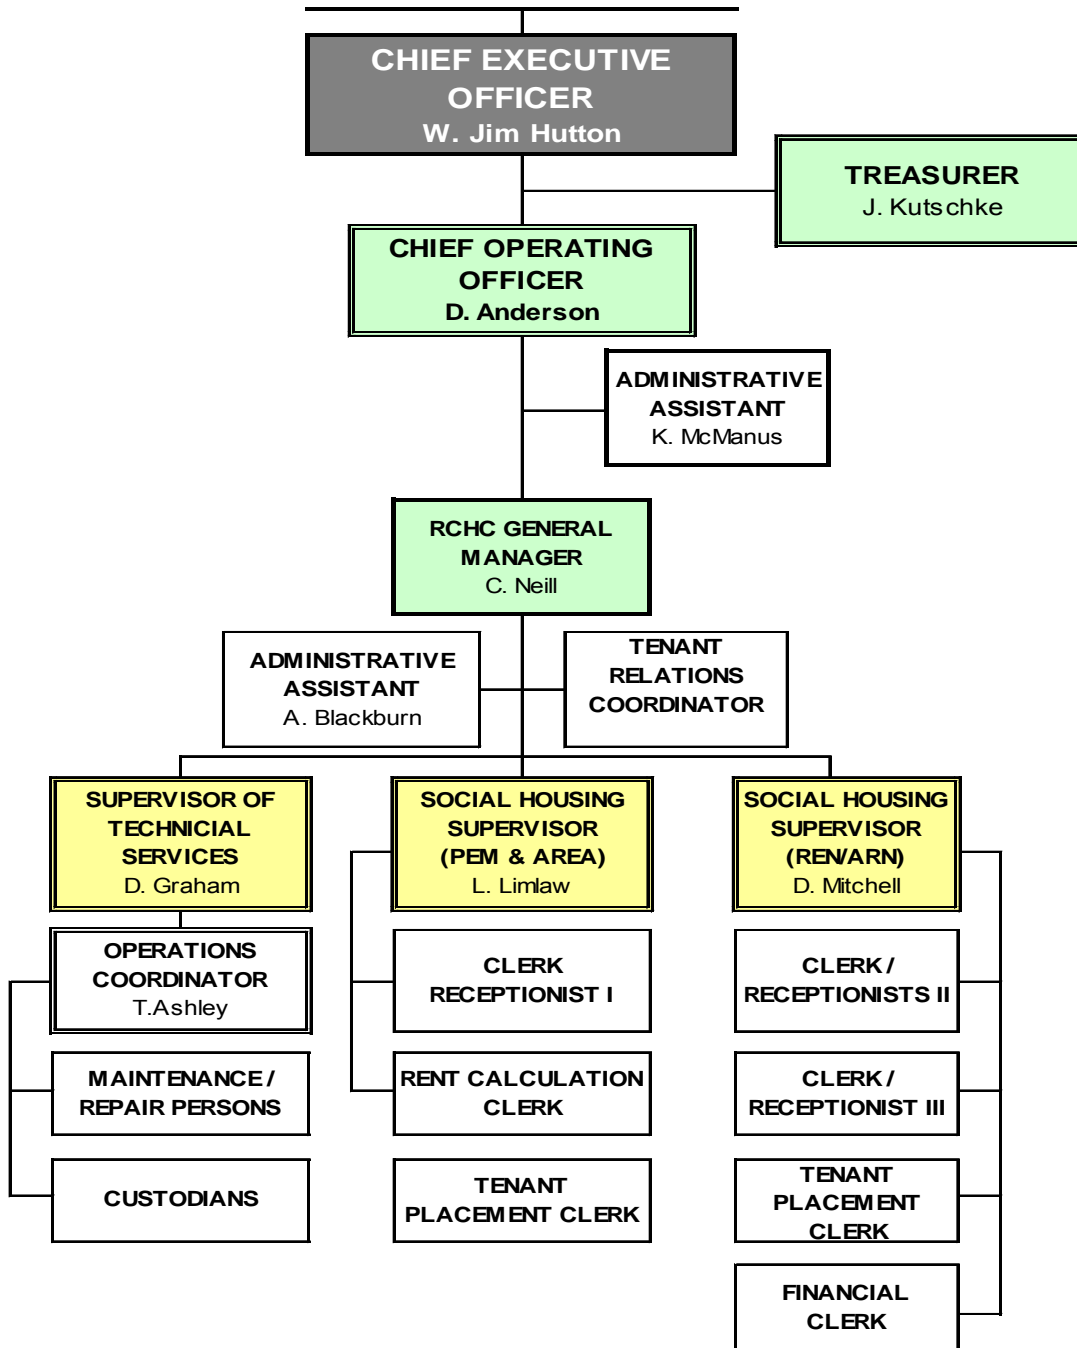 CHIEF EXECUTIVE
OFFICER
W. Jim Hutton
TREASURER
J. Kutschke
CHIEF OPERATING
OFFICER
D. Anderson
ADMINISTRATIVE
ASSISTANT
K. McManus
RCHC GENERAL
MANAGER
C. Neill
ADMINISTRATIVE
ASSISTANT
A. Blackburn
TENANT
RELATIONS
COORDINATOR
SUPERVISOR OF
TECHNICIAL
SERVICES
D. Graham
SOCIAL HOUSING
SUPERVISOR
(PEM & AREA)
L. Limlaw
SOCIAL HOUSING
SUPERVISOR
(REN/ARN)
D. Mitchell
OPERATIONS
COORDINATOR
T.Ashley
CLERK
RECEPTIONIST I
CLERK /
RECEPTIONISTS II
MAINTENANCE /
REPAIR PERSONS
RENT CALCULATION
CLERK
CLERK /
RECEPTIONIST III
CUSTODIANS
TENANT
PLACEMENT CLERK
TENANT
PLACEMENT
CLERK
FINANCIAL
CLERK